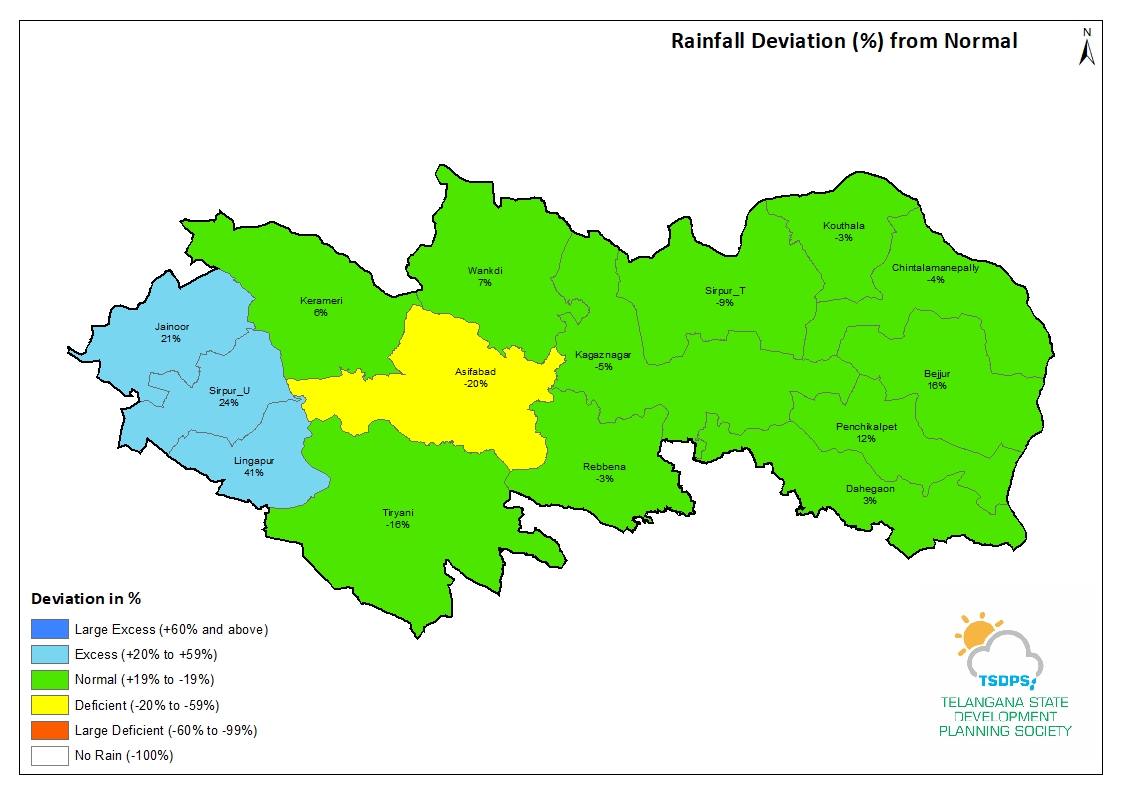 Rainfall Deviation (%) from Normal
N
Kouthala
-3%
Chintalamanepally
-4%
Wankdi
7%
Sirpur_T
-9%
Kerameri
6%
Jainoor
21%
Kagaznagar
-5%
Asifabad
-20%
Bejjur
16%
Sirpur_U
24%
Penchikalpet
12%
Lingapur
41%
Rebbena
-3%
Dahegaon
3%
Tiryani
-16%
Deviation in %
Large Excess (+60% and above)
Excess (+20% to +59%)
Normal (+19% to -19%)
Deficient (-20% to -59%)
Large Deficient (-60% to -99%)
No Rain (-100%)
TSDPS
TELANGANA STATE
DEVELOPMENT
PLANNING SOCIETY